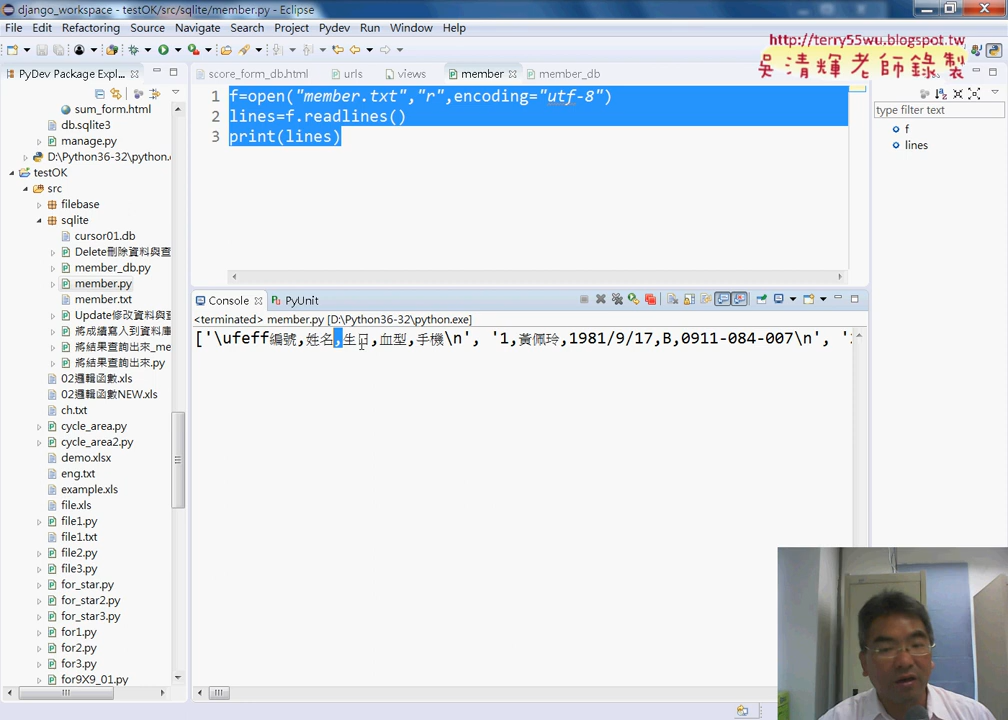 django_workspace - testOK/src/sqlite/member.py - Eclipse
File Edit Refactoring Source Navigate Search Project Pydev Run Window Help
http://terry55wu.blogspot.tw
吳清輝老師錄製
PyDev Package Exp...
score_form_db.html urls views member member_db
sum_form.html
db.sqlite3
manage.py
D:\Python36-32\python.
testOK
src
filebase
sqlite
cursor01.db
Delete刪除資料與查
member_db.py
member.py
member.txt
Update修改資料與查
將成績寫入到資料庫
將結果查詢出來_me
將結果查詢出來.py
02邏輯函數.xls
02邏輯函數NEW.xls
ch.txt
cycle_area.py
cycle_area2.py
demo.xlsx
eng.txt
example.xls
file.xls
file1.py
file1.txt
file2.py
file3.py
for_star.py
for_star2.py
for_star3.py
for1.py
for2.py
for3.py
for9X9_01.py
1 f=open("member.txt","r",encoding="utf-8")
2 lines=f.readlines()
3 print(lines)
type filter text
f
lines
Console PyUnit
<terminated> member.py [D:\Python36-32\python.exe]
['\ufeff編號,姓名,生日,血型,手機\n', '1,黃佩玲,1981/9/17,B,0911-084-007\n', '